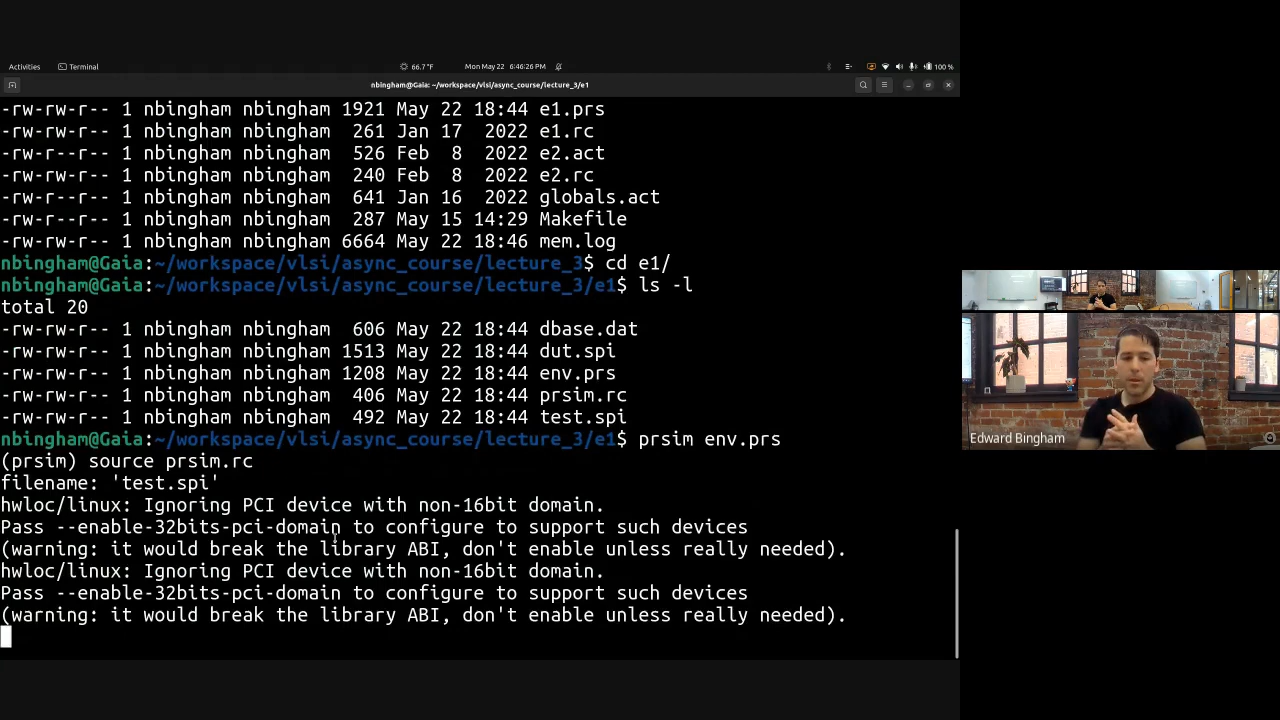 Activities Terminal 66.7 °F Mon May 22 6:46:26 PM 100 %
nbingham@Gaia: ~/workspace/vlsi/async_course/lecture_3/e1
-rw-rw-r-- 1 nbingham nbingham 1921 May 22 18:44 e1.prs
-rw-rw-r-- 1 nbingham nbingham  261 Jan 17  2022 e1.rc
-rw-rw-r-- 1 nbingham nbingham  526 Feb  8  2022 e2.act
-rw-rw-r-- 1 nbingham nbingham  240 Feb  8  2022 e2.rc
-rw-rw-r-- 1 nbingham nbingham  641 Jan 16  2022 globals.act
-rw-rw-r-- 1 nbingham nbingham  287 May 15 14:29 Makefile
-rw-rw-r-- 1 nbingham nbingham 6664 May 22 18:46 mem.log
nbingham@Gaia:~/workspace/vlsi/async_course/lecture_3$ cd e1/
nbingham@Gaia:~/workspace/vlsi/async_course/lecture_3/e1$ ls -l
total 20
-rw-rw-r-- 1 nbingham nbingham  606 May 22 18:44 dbase.dat
-rw-rw-r-- 1 nbingham nbingham 1513 May 22 18:44 dut.spi
-rw-rw-r-- 1 nbingham nbingham 1208 May 22 18:44 env.prs
-rw-rw-r-- 1 nbingham nbingham  406 May 22 18:44 prsim.rc
-rw-rw-r-- 1 nbingham nbingham  492 May 22 18:44 test.spi
nbingham@Gaia:~/workspace/vlsi/async_course/lecture_3/e1$ prsim env.prs
(prsim) source prsim.rc
filename: 'test.spi'
hwloc/linux: Ignoring PCI device with non-16bit domain.
Pass --enable-32bits-pci-domain to configure to support such devices
(warning: it would break the library ABI, don't enable unless really needed).
hwloc/linux: Ignoring PCI device with non-16bit domain.
Pass --enable-32bits-pci-domain to configure to support such devices
(warning: it would break the library ABI, don't enable unless really needed).
Edward Bingham